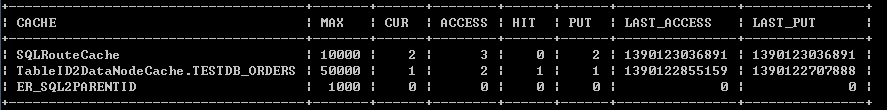 CACHE | MAX | CUR | ACCESS | HIT | PUT | LAST_ACCESS | LAST_PUT
SQLRouteCache | 10000 | 2 | 3 | 0 | 2 | 1390123036891 | 1390123036891
TableID2DataNodeCache.TESTDB_ORDERS | 50000 | 1 | 2 | 1 | 1 | 1390122855159 | 1390122707888
ER_SQL2PARENTID | 1000 | 0 | 0 | 0 | 0 | 0 | 0